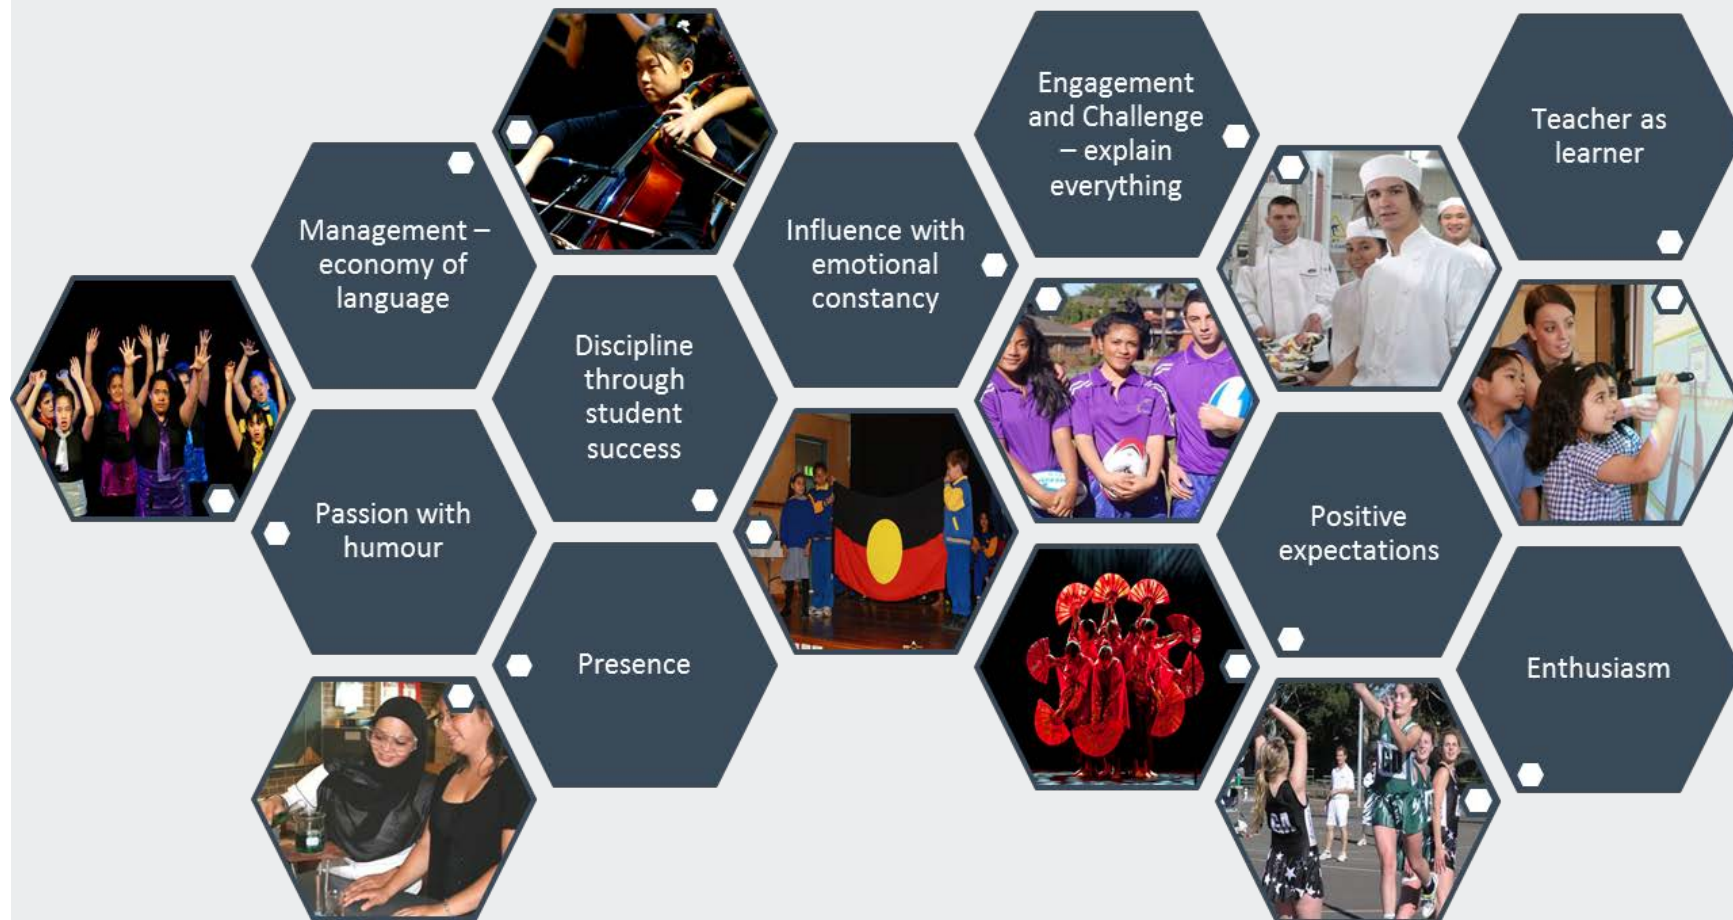 Management –
economy of
language
Passion with
humour
Discipline
through
student
success
Presence
Influence with
emotional
constancy
Engagement
and Challenge
– explain
everything
Positive
expectations
Teacher as
learner
Enthusiasm